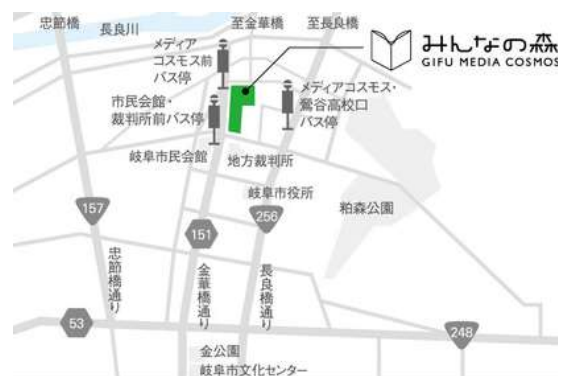 忠節橋
長良川
至金華橋
至長良橋
みんなの森
GIFU MEDIA COSMOS
メディア
コスモス前
バス停
メディアコスモス・
鶯谷高校口
バス停
市民会館・
裁判所前バス停
岐阜市民会館
地方裁判所
岐阜市役所
粕森公園
157
151
256
忠節橋通り
金華橋通り
長良橋通り
53
248
金公園
岐阜市文化センター